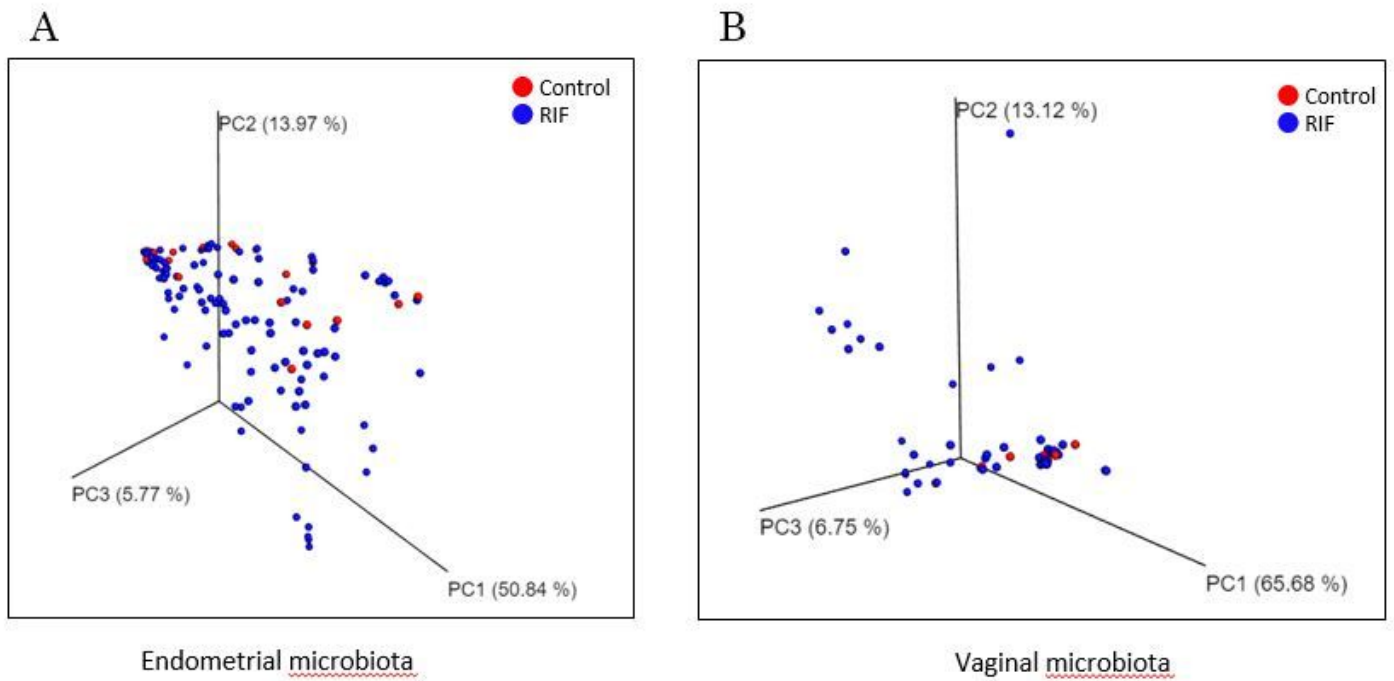 A
Control
RIF
PC2 (13.97 %)
PC3 (5.77 %)
PC1 (50.84 %)
Endometrial microbiota
B
Control
RIF
PC2 (13.12 %)
PC3 (6.75 %)
PC1 (65.68 %)
Vaginal microbiota